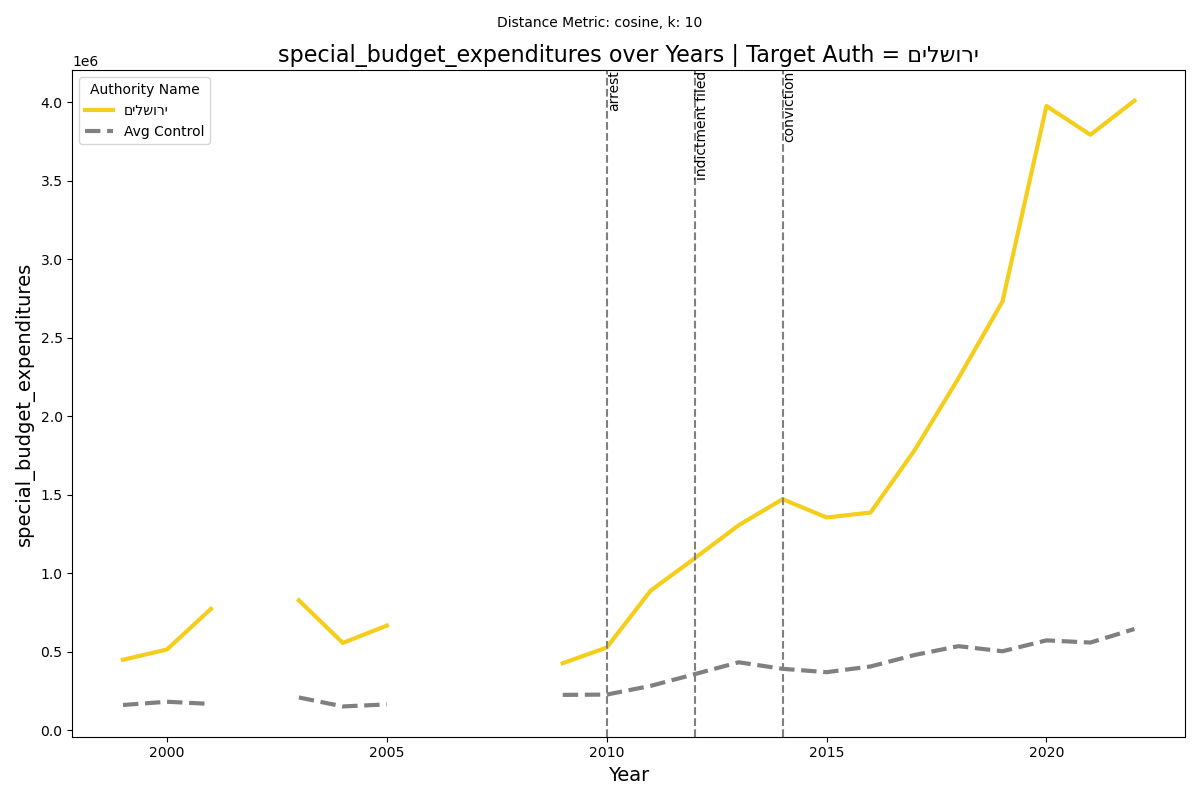 Distance Metric: cosine, k: 10
special_budget_expenditures over Years | Target Auth = ירושלים
1e6
Authority Name
ירושלים
Avg Control
arrest
indictment filed
conviction
4.0
3.5
3.0
2.5
2.0
1.5
1.0
0.5
0.0
special_budget_expenditures
2000
2005
2010
2015
2020
Year